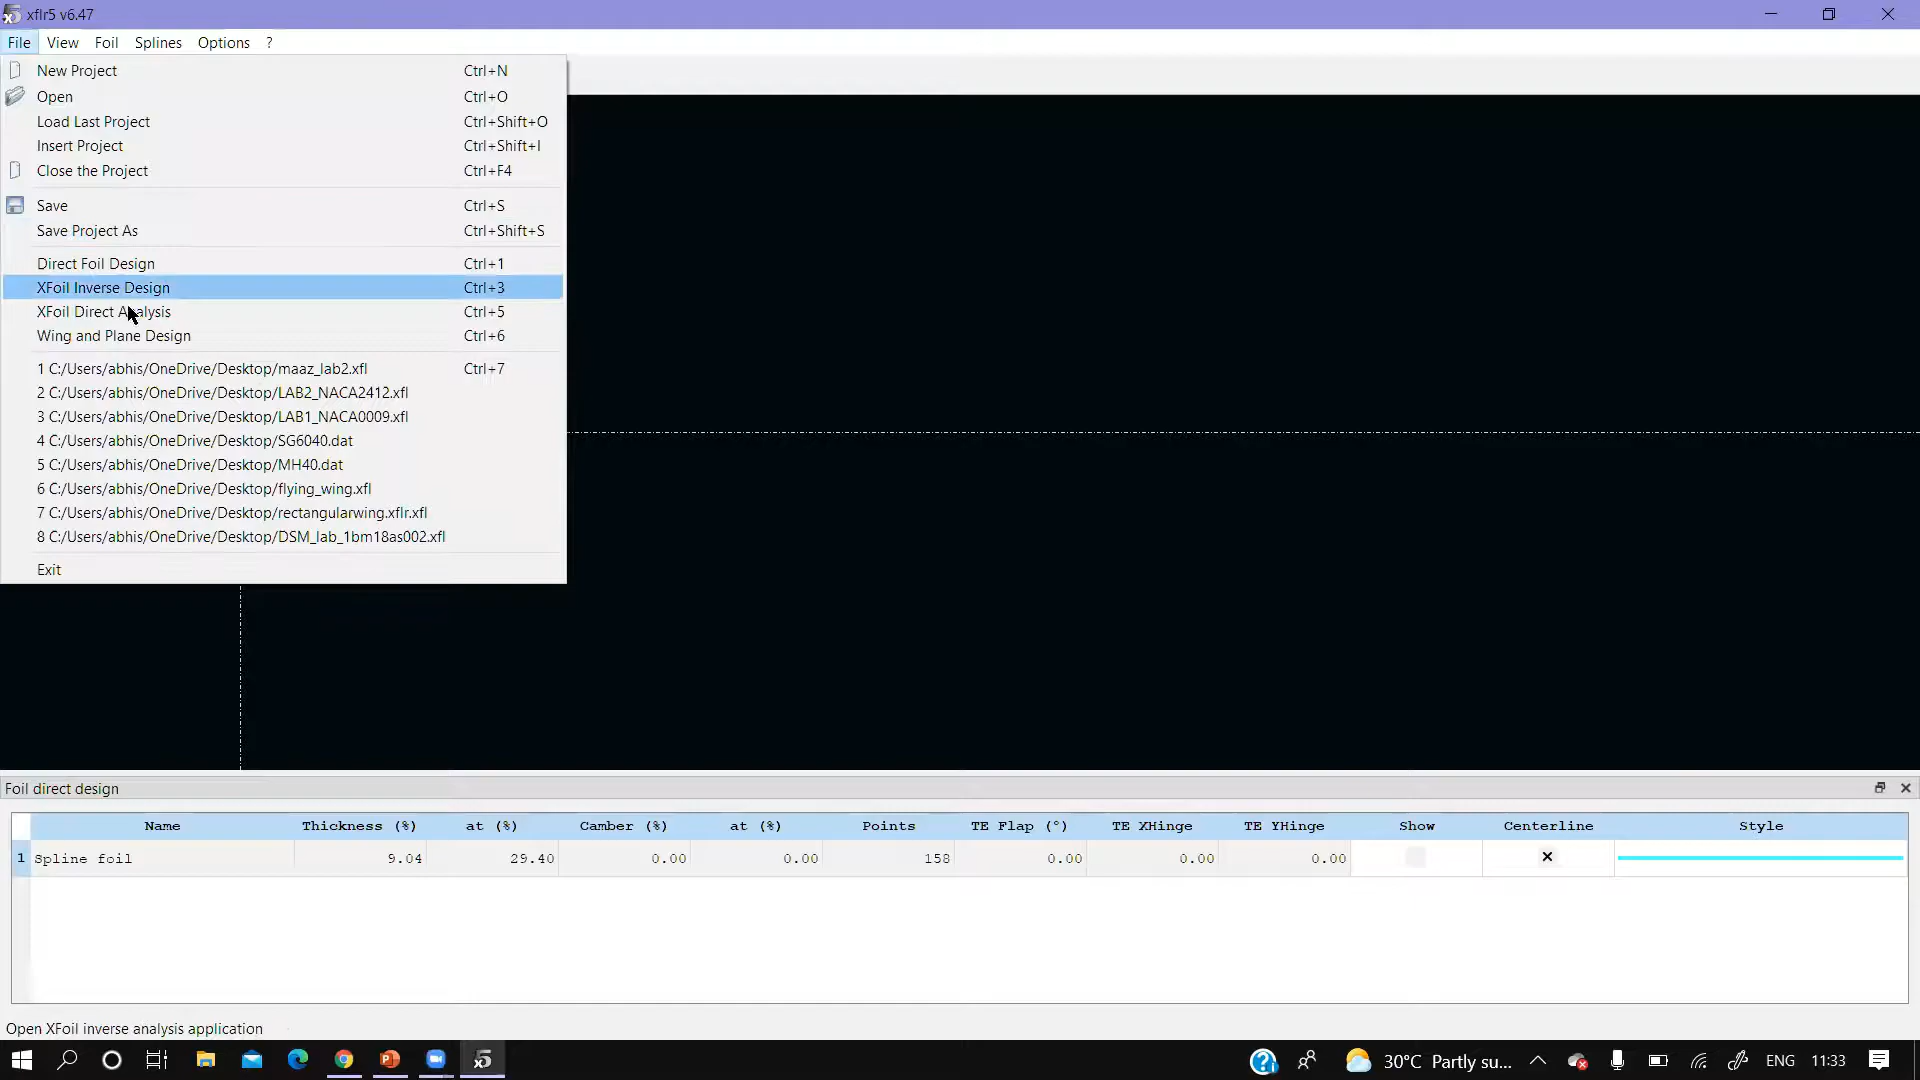 xflr5 v6.47
File View Foil Splines Options ?
New Project Ctrl+N
Open Ctrl+O
Load Last Project Ctrl+Shift+O
Insert Project Ctrl+Shift+I
Close the Project Ctrl+F4
Save Ctrl+S
Save Project As Ctrl+Shift+S
Direct Foil Design Ctrl+1
XFoil Inverse Design Ctrl+3
XFoil Direct Analysis Ctrl+5
Wing and Plane Design Ctrl+6
1 C:/Users/abhis/OneDrive/Desktop/maaz_lab2.xfl Ctrl+7
2 C:/Users/abhis/OneDrive/Desktop/LAB2_NACA2412.xfl
3 C:/Users/abhis/OneDrive/Desktop/LAB1_NACA0009.xfl
4 C:/Users/abhis/OneDrive/Desktop/SG6040.dat
5 C:/Users/abhis/OneDrive/Desktop/MH40.dat
6 C:/Users/abhis/OneDrive/Desktop/flying_wing.xfl
7 C:/Users/abhis/OneDrive/Desktop/rectangularwing.xflr.xfl
8 C:/Users/abhis/OneDrive/Desktop/DSM_lab_1bm18as002.xfl
Exit
Foil direct design
Name Thickness (%) at (%) Camber (%) at (%) Points TE Flap (°) TE XHinge TE YHinge Show Centerline Style
1 Spline foil 9.04 29.40 0.00 0.00 158 0.00 0.00 0.00
Open XFoil inverse analysis application
30°C Partly su... ENG 11:33